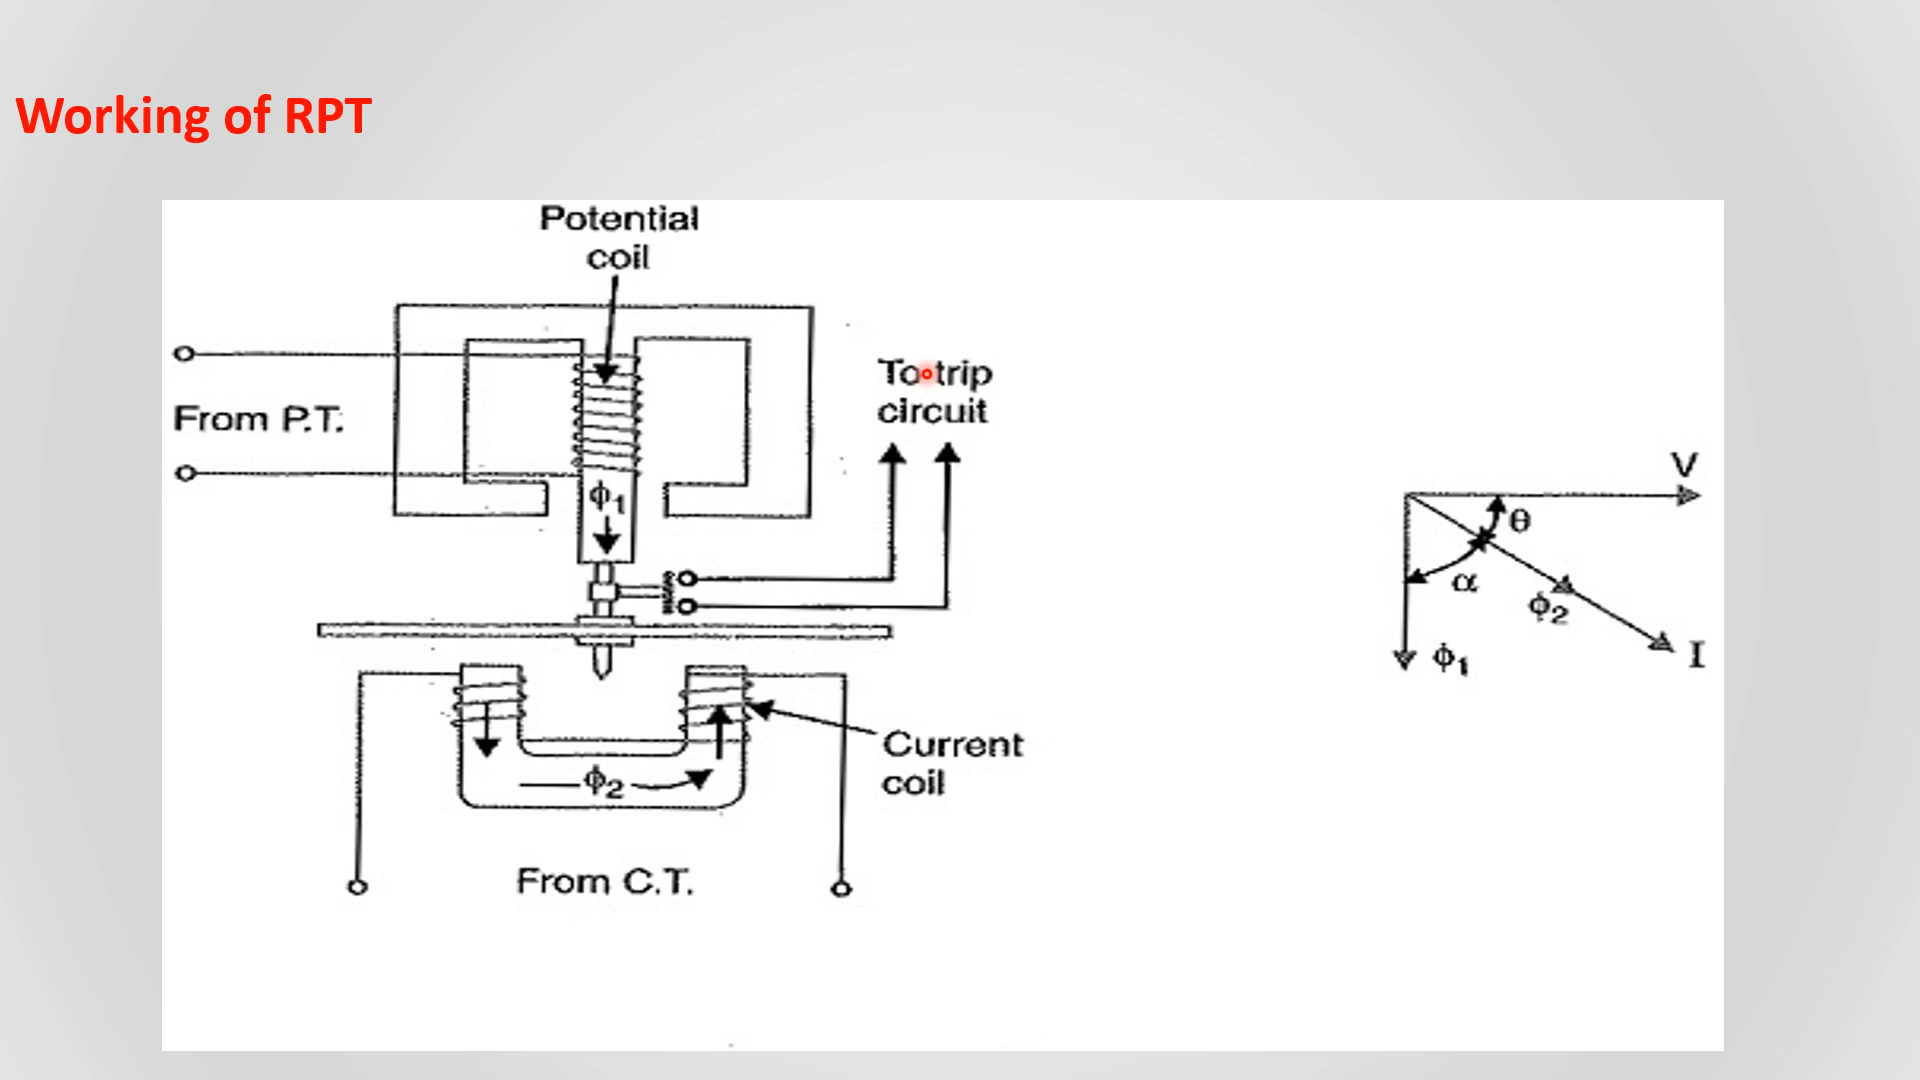 Working of RPT
Potential
coil
From P.T.
To trip
circuit
ϕ1
ϕ2
Current
coil
From C.T.
V
θ
α
ϕ2
I
ϕ1